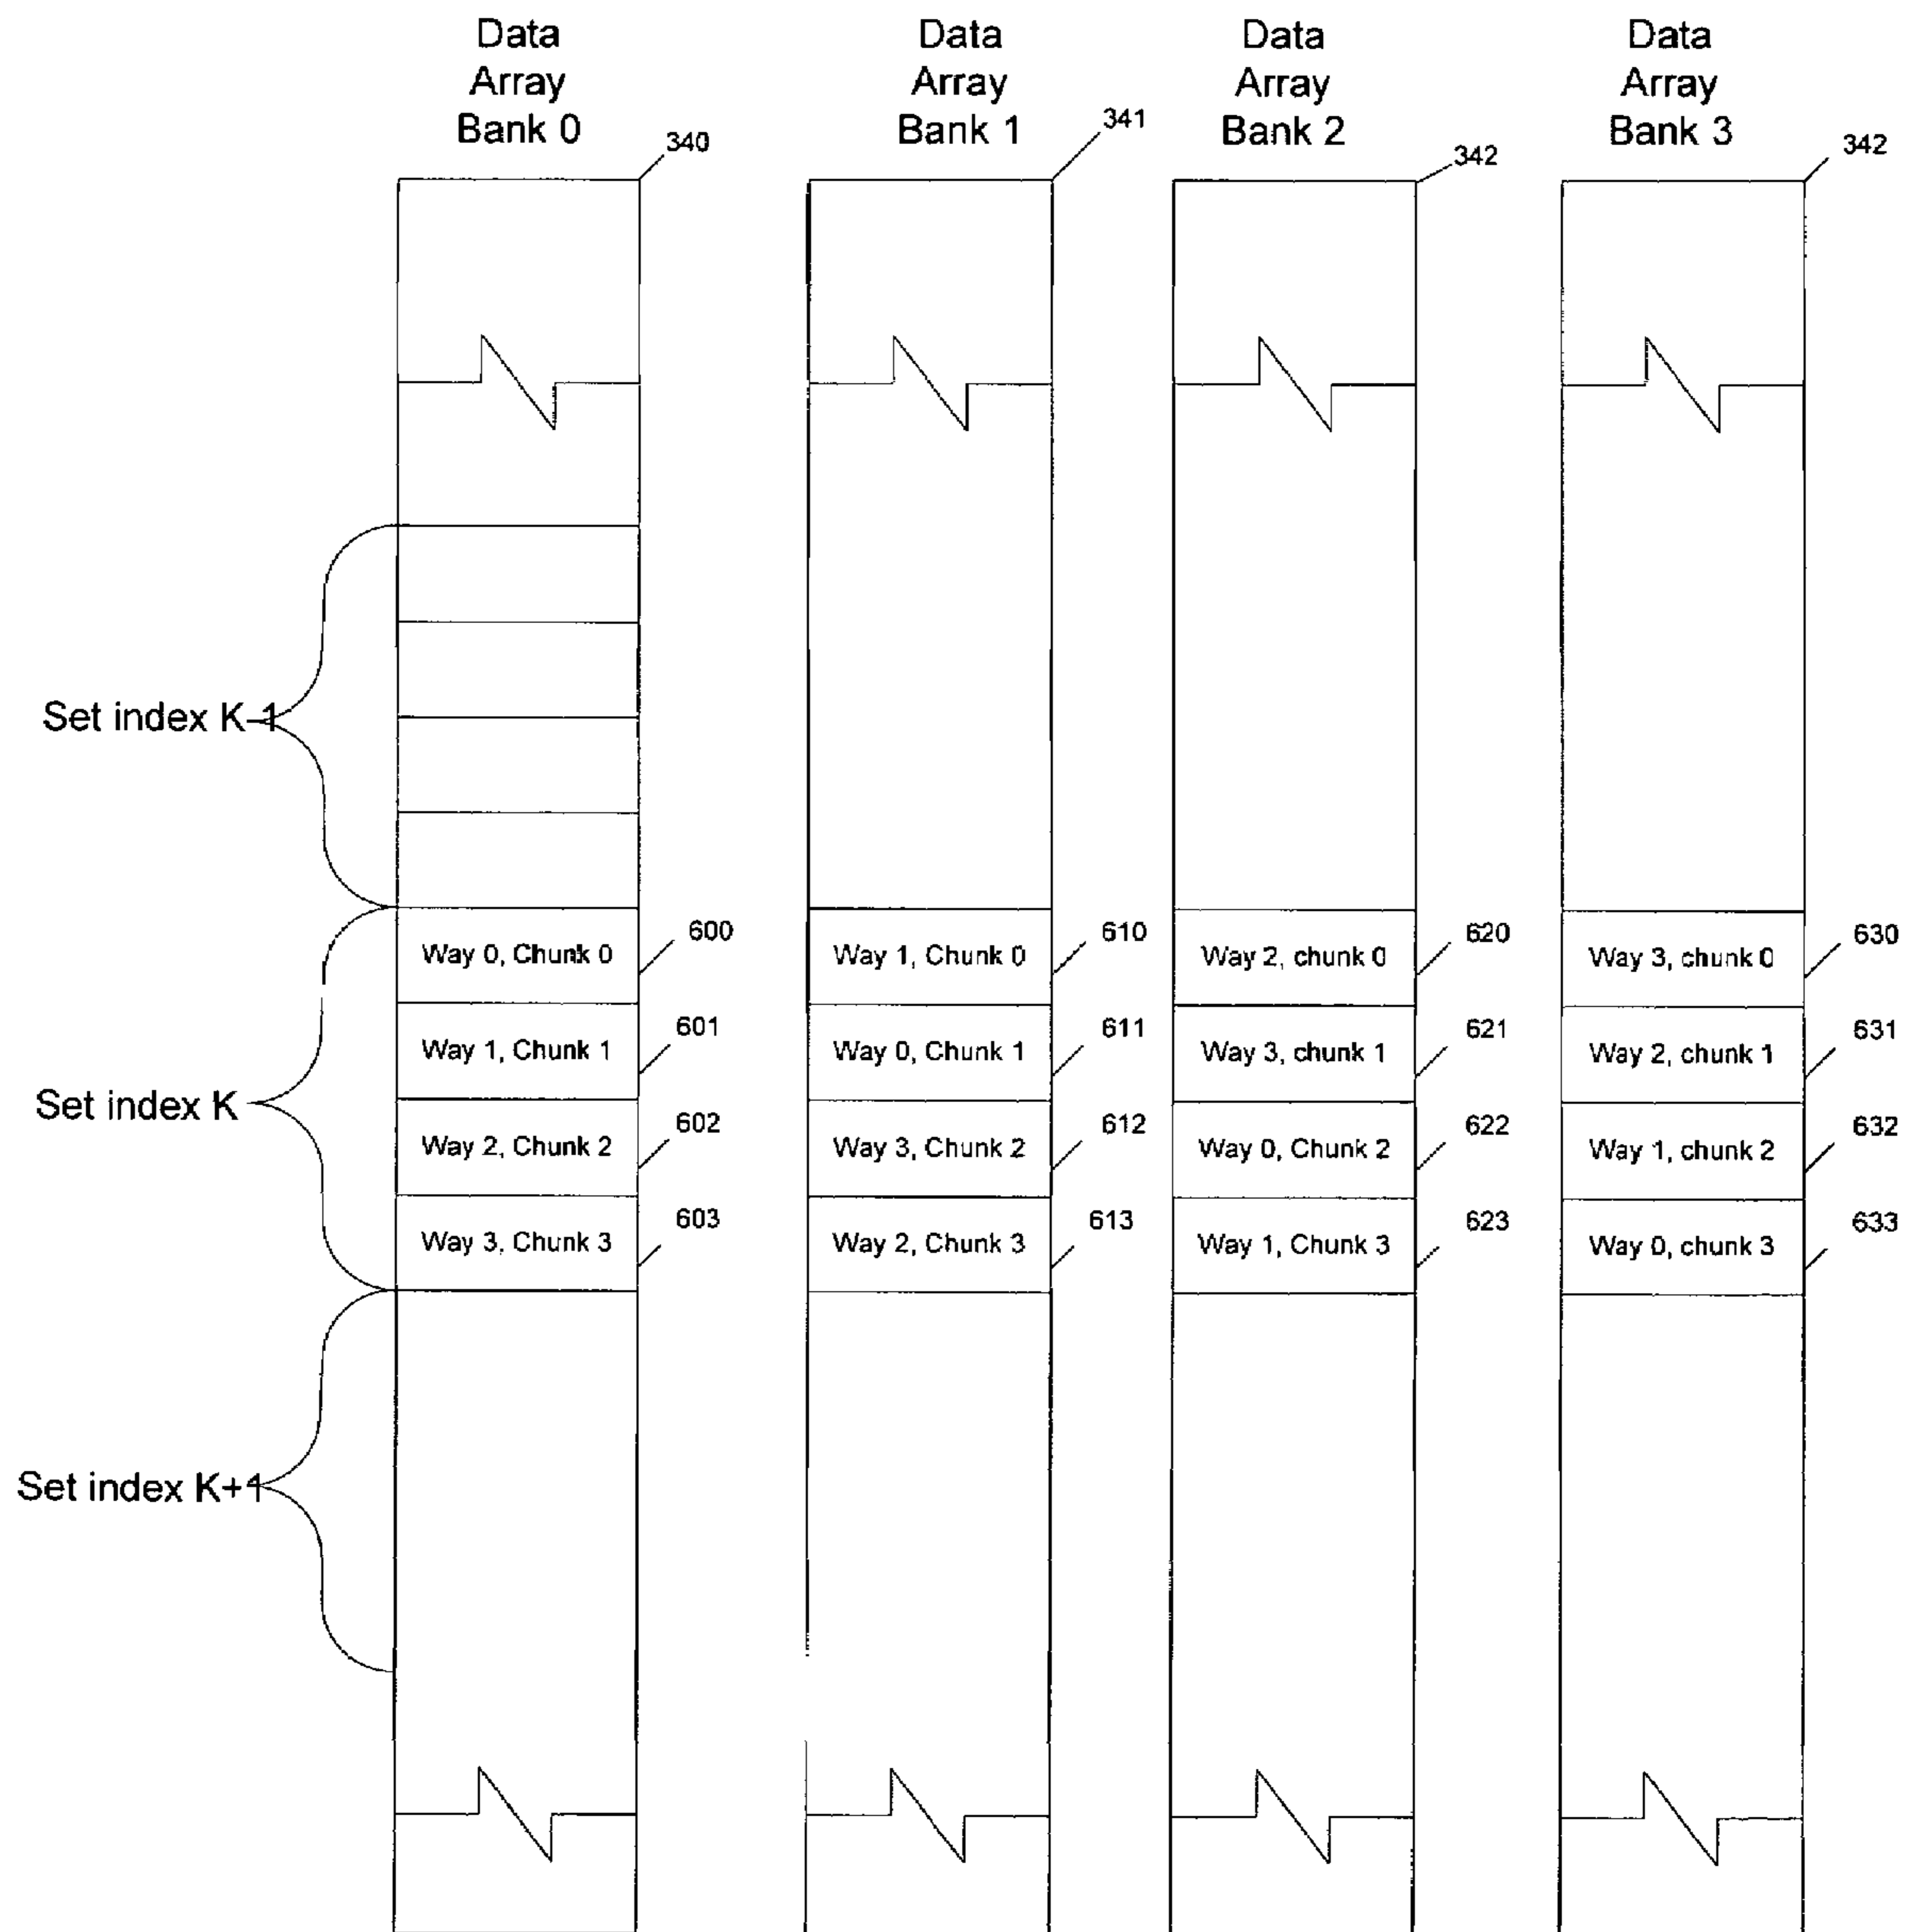 Data
Array
Bank 0
Data
Array
Bank 1
Data
Array
Bank 2
Data
Array
Bank 3
340
341
342
342
Set index K-1
Set index K
Set index K+1
Way 0, Chunk 0
600
Way 1, Chunk 0
610
Way 2, chunk 0
620
Way 3, chunk 0
630
Way 1, Chunk 1
601
Way 0, Chunk 1
611
Way 3, chunk 1
621
Way 2, chunk 1
631
Way 2, Chunk 2
602
Way 3, Chunk 2
612
Way 0, Chunk 2
622
Way 1, chunk 2
632
Way 3, Chunk 3
603
Way 2, Chunk 3
613
Way 1, Chunk 3
623
Way 0, chunk 3
633